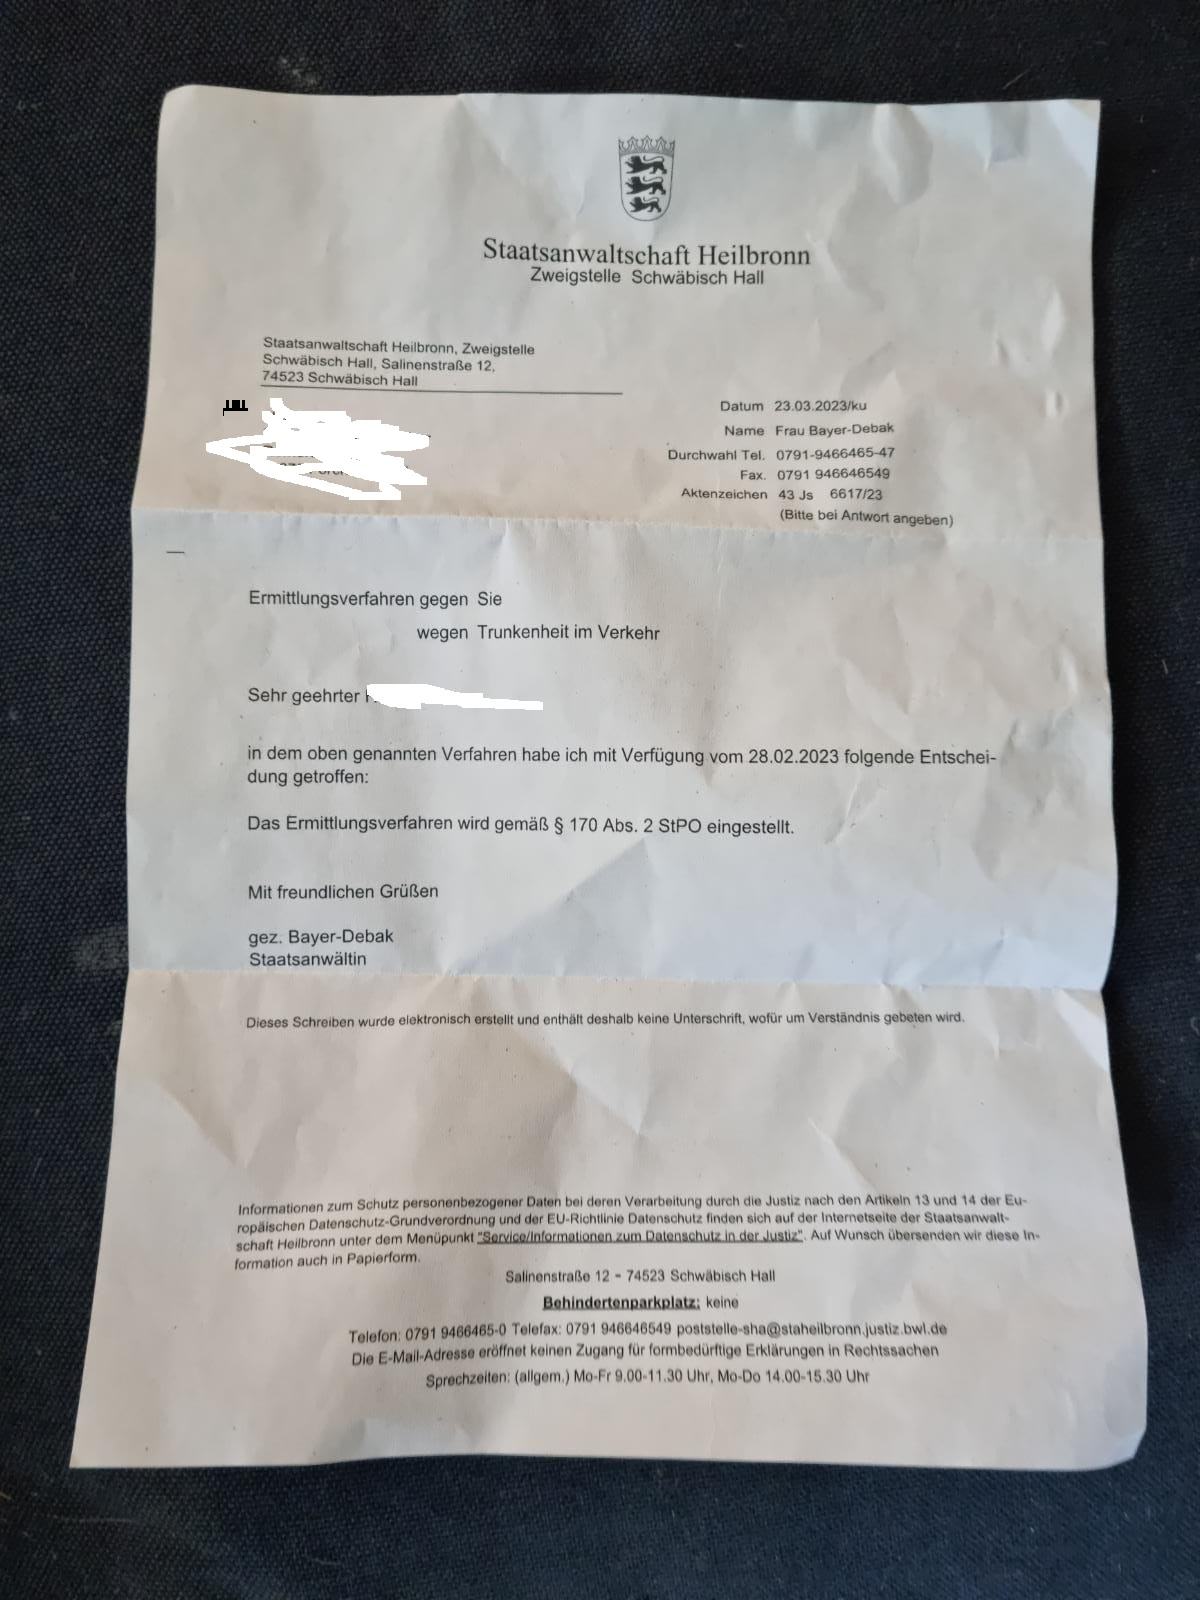 Staatsanwaltschaft Heilbronn
Zweigstelle Schwäbisch Hall
Staatsanwaltschaft Heilbronn, Zweigstelle
Schwäbisch Hall, Salinenstraße 12,
74523 Schwäbisch Hall
Datum 23.03.2023/ku
Name Frau Bayer-Debak
Durchwahl Tel. 0791-9466465-47
Fax. 0791 946646549
Aktenzeichen 43 Js 6617/23
(Bitte bei Antwort angeben)
Ermittlungsverfahren gegen Sie
wegen Trunkenheit im Verkehr
Sehr geehrter
in dem oben genannten Verfahren habe ich mit Verfügung vom 28.02.2023 folgende Entschei-
dung getroffen:
Das Ermittlungsverfahren wird gemäß § 170 Abs. 2 StPO eingestellt.
Mit freundlichen Grüßen
gez. Bayer-Debak
Staatsanwältin
Dieses Schreiben wurde elektronisch erstellt und enthält deshalb keine Unterschrift, wofür um Verständnis gebeten wird.
Informationen zum Schutz personenbezogener Daten bei deren Verarbeitung durch die Justiz nach den Artikeln 13 und 14 der Eu-
ropäischen Datenschutz-Grundverordnung und der EU-Richtlinie Datenschutz finden sich auf der Internetseite der Staatsanwalt-
schaft Heilbronn unter dem Menüpunkt "Service/Informationen zum Datenschutz in der Justiz". Auf Wunsch übersenden wir diese In-
formation auch in Papierform.
Salinenstraße 12 - 74523 Schwäbisch Hall
Behindertenparkplatz: keine
Telefon: 0791 9466465-0 Telefax: 0791 946646549 poststelle-sha@staheilbronn.justiz.bwl.de
Die E-Mail-Adresse eröffnet keinen Zugang für formbedürftige Erklärungen in Rechtssachen
Sprechzeiten: (allgem.) Mo-Fr 9.00-11.30 Uhr, Mo-Do 14.00-15.30 Uhr